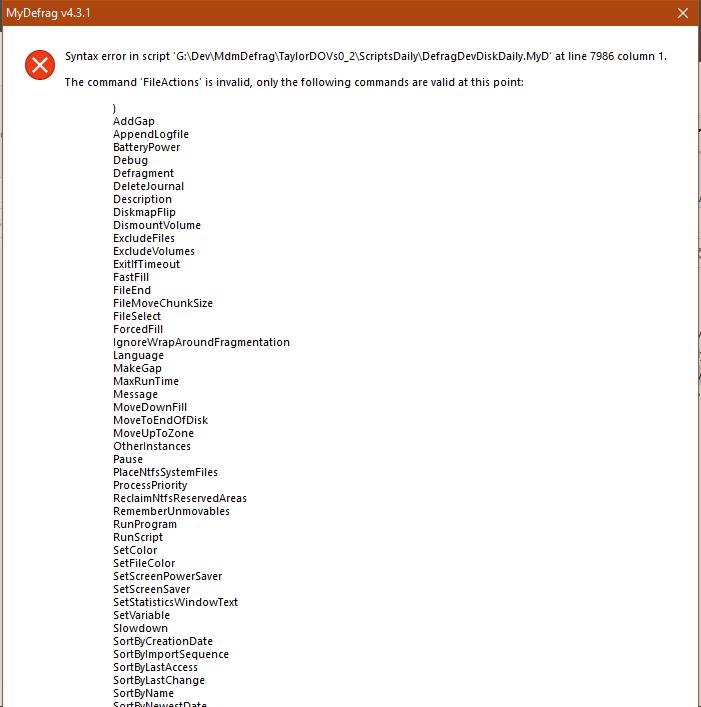 MyDefrag v4.3.1
Syntax error in script 'G:\Dev\MdmDefrag\TaylorDOVs0_2\ScriptsDaily\DefragDevDiskDaily.MyD' at line 7986 column 1.
The command 'FileActions' is invalid, only the following commands are valid at this point:
}
AddGap
AppendLogfile
BatteryPower
Debug
Defragment
DeleteJournal
Description
DiskmapFlip
DismountVolume
ExcludeFiles
ExcludeVolumes
ExitIfTimeout
FastFill
FileEnd
FileMoveChunkSize
FileSelect
ForcedFill
IgnoreWrapAroundFragmentation
Language
MakeGap
MaxRunTime
Message
MoveDownFill
MoveToEndOfDisk
MoveUpToZone
OtherInstances
Pause
PlaceNtfsSystemFiles
ProcessPriority
ReclaimNtfsReservedAreas
RememberUnmovables
RunProgram
RunScript
SetColor
SetFileColor
SetScreenPowerSaver
SetScreenSaver
SetStatisticsWindowText
SetVariable
Slowdown
SortByCreationDate
SortByImportSequence
SortByLastAccess
SortByLastChange
SortByName
SortByNewestDate